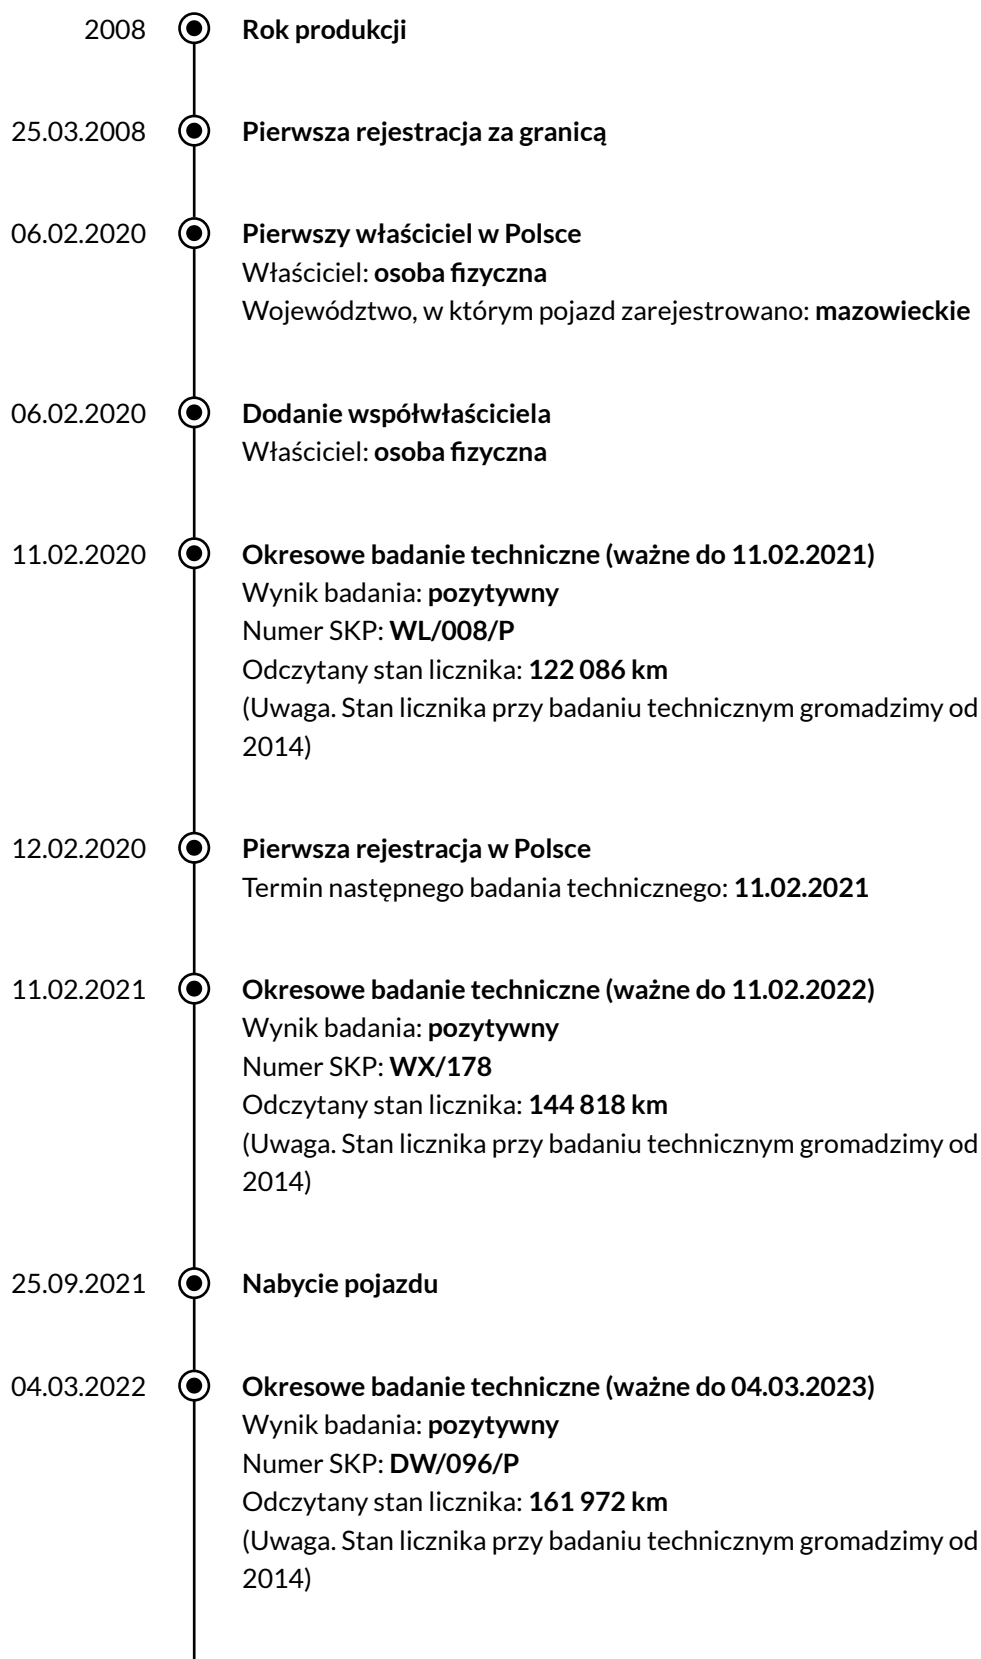 2008 Rok produkcji
25.03.2008 Pierwsza rejestracja za granicą
06.02.2020 Pierwszy właściciel w Polsce
Właściciel: osoba fizyczna
Województwo, w którym pojazd zarejestrowano: mazowieckie
06.02.2020 Dodanie współwłaściciela
Właściciel: osoba fizyczna
11.02.2020 Okresowe badanie techniczne (ważne do 11.02.2021)
Wynik badania: pozytywny
Numer SKP: WL/008/P
Odczytany stan licznika: 122 086 km
(Uwaga. Stan licznika przy badaniu technicznym gromadzimy od
2014)
12.02.2020 Pierwsza rejestracja w Polsce
Termin następnego badania technicznego: 11.02.2021
11.02.2021 Okresowe badanie techniczne (ważne do 11.02.2022)
Wynik badania: pozytywny
Numer SKP: WX/178
Odczytany stan licznika: 144 818 km
(Uwaga. Stan licznika przy badaniu technicznym gromadzimy od
2014)
25.09.2021 Nabycie pojazdu
04.03.2022 Okresowe badanie techniczne (ważne do 04.03.2023)
Wynik badania: pozytywny
Numer SKP: DW/096/P
Odczytany stan licznika: 161 972 km
(Uwaga. Stan licznika przy badaniu technicznym gromadzimy od
2014)